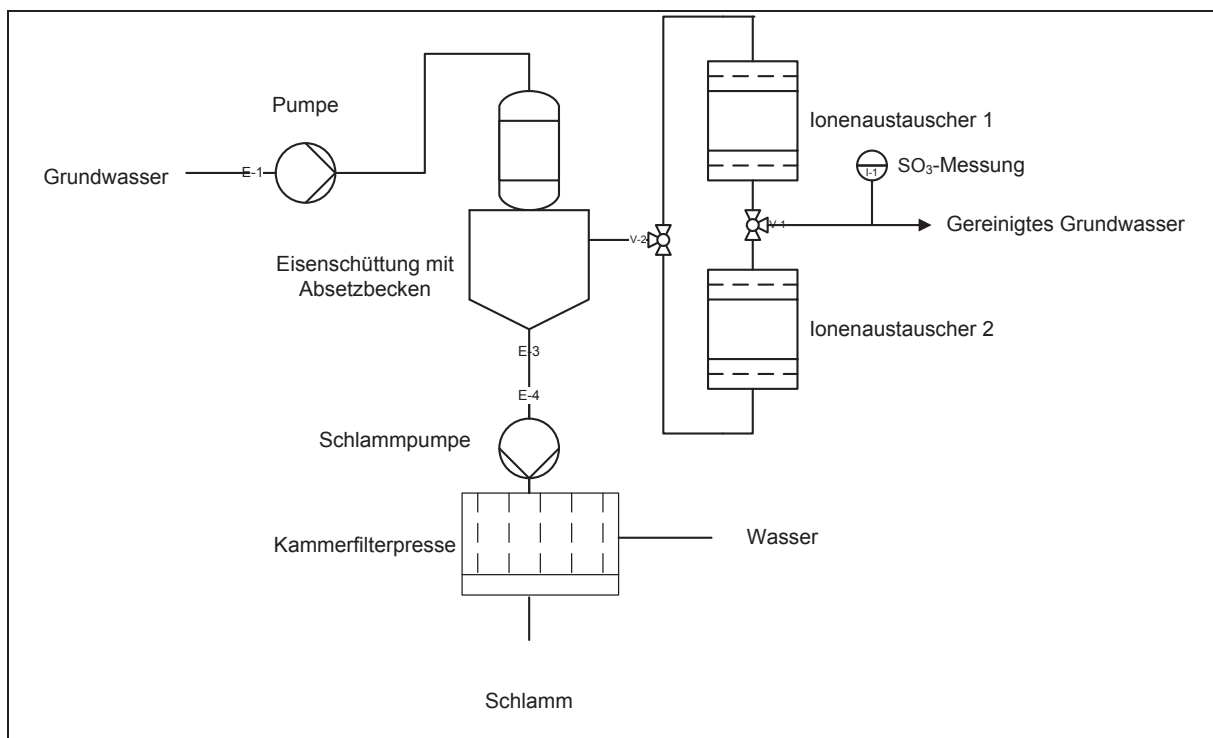 Pumpe
Grundwasser
E-1
Ionenaustauscher 1
I-1
SO₃-Messung
V-1
Gereinigtes Grundwasser
V-2
Eisenschüttung mit
Absetzbecken
Ionenaustauscher 2
E-3
E-4
Schlammpumpe
Kammerfilterpresse
Wasser
Schlamm